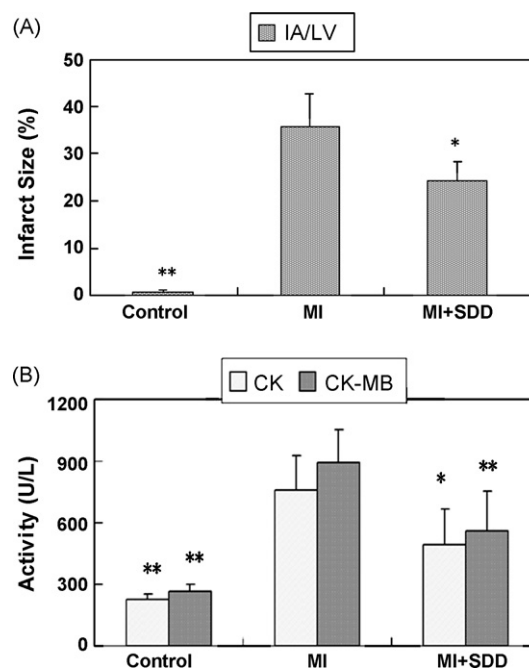 (A)
IA/LV
Infarct Size (%)
50
40
30
20
10
0
**
*
Control MI MI+SDD
(B)
CK CK-MB
Activity (U/L)
1200
900
600
300
0
** **
* **
Control MI MI+SDD